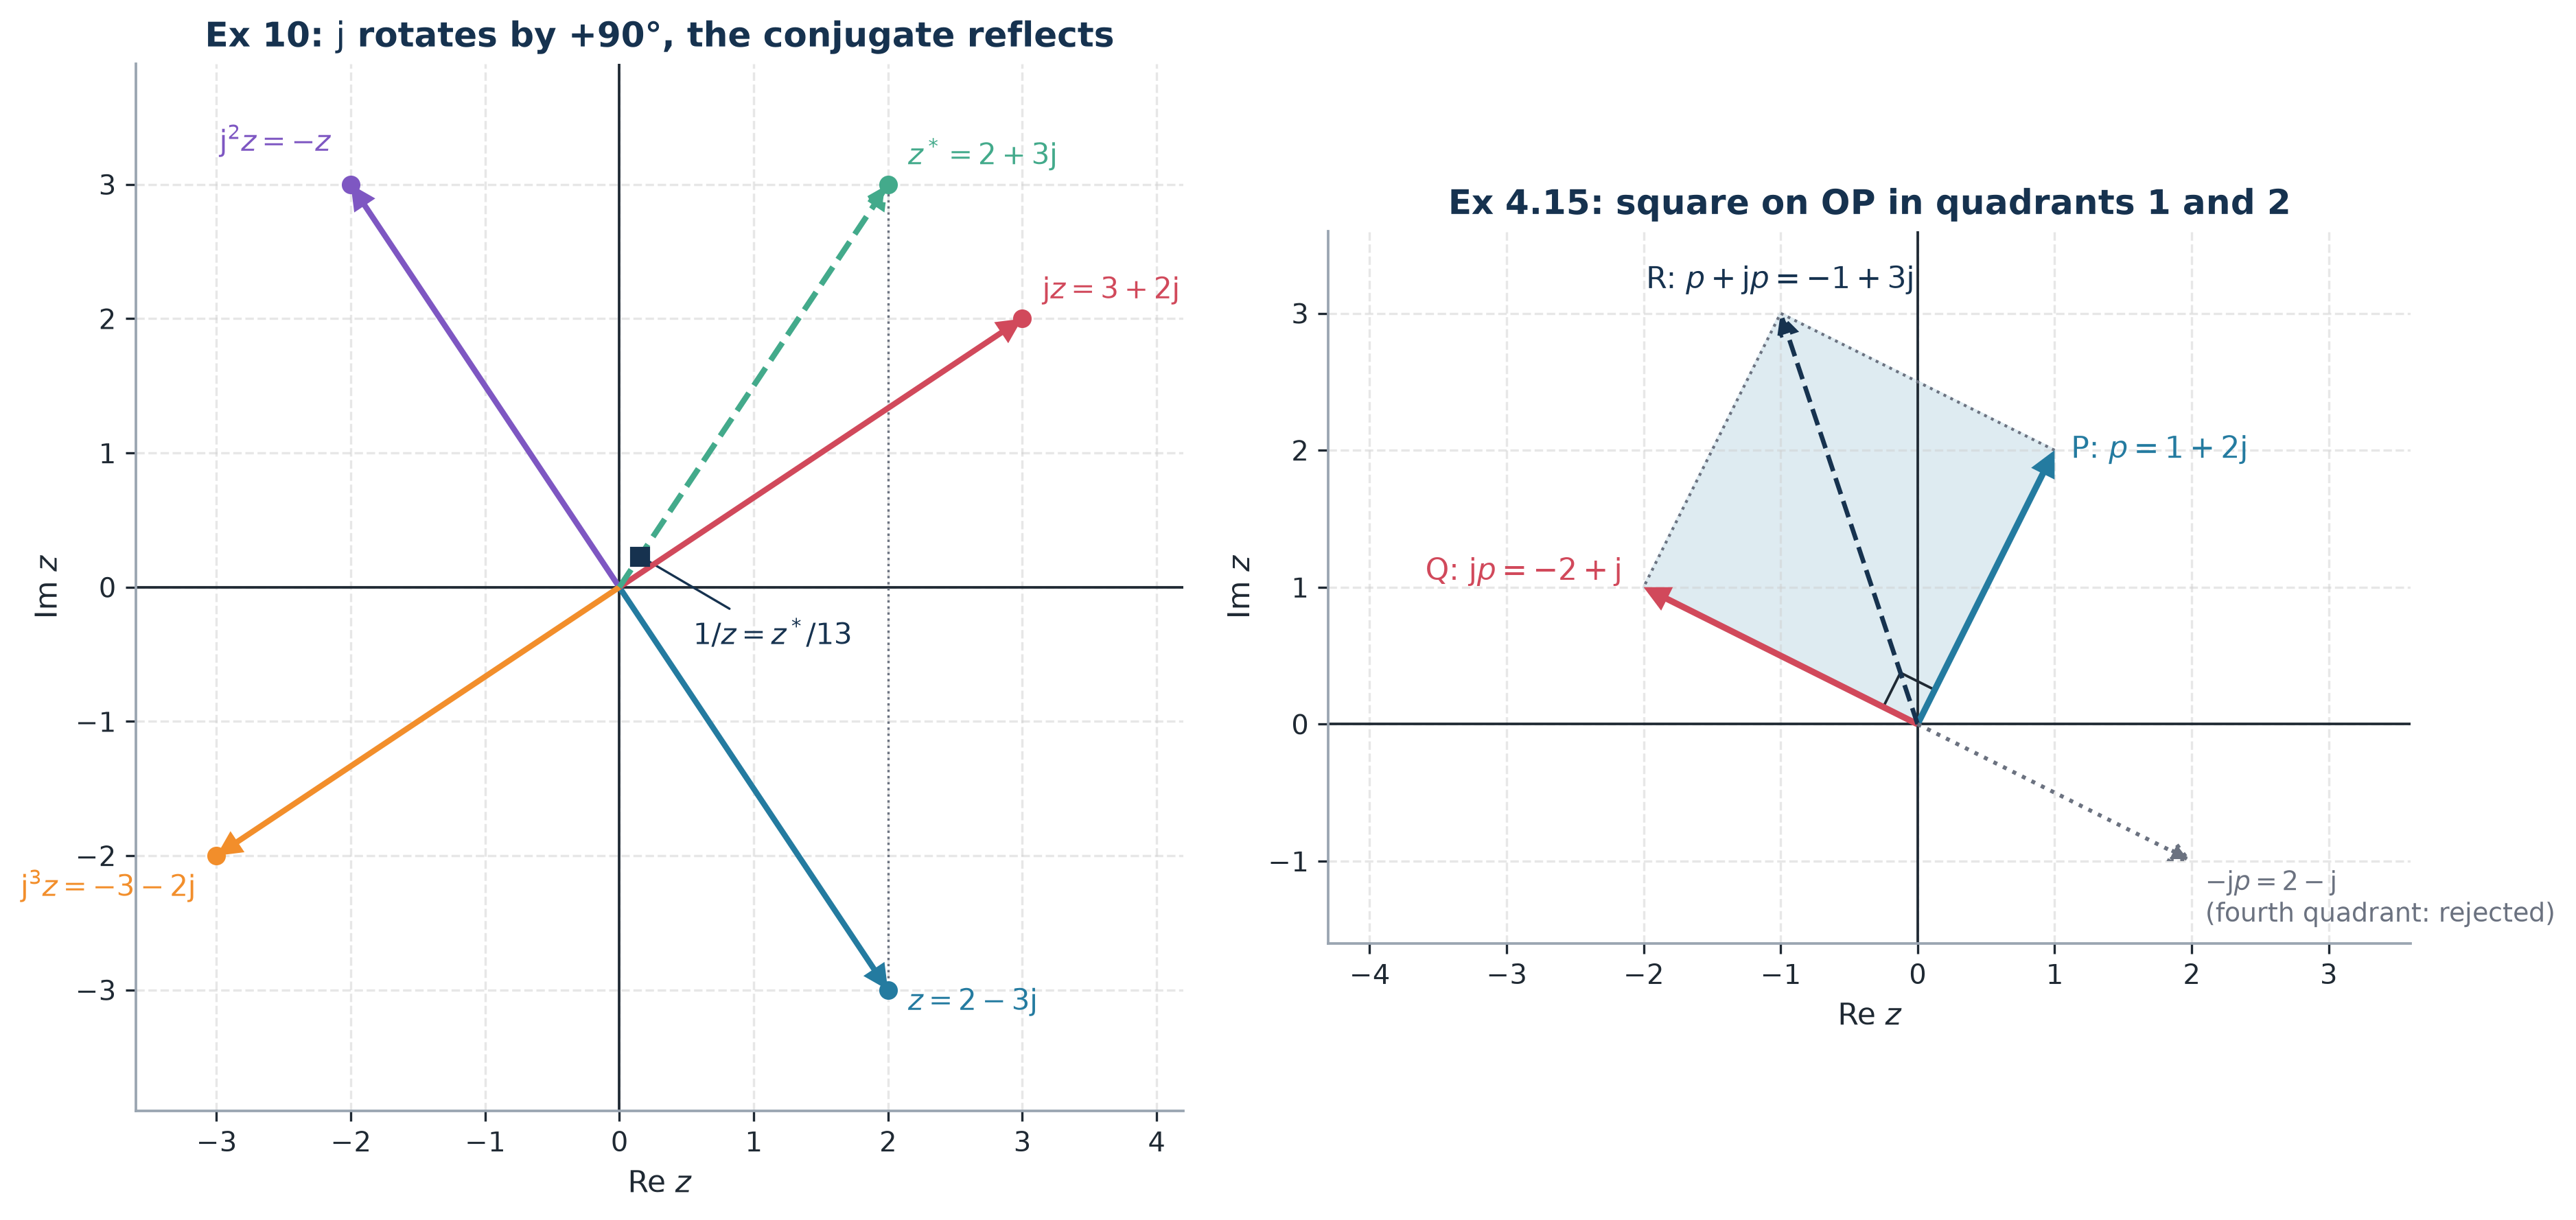 Ex 10: j rotates by +90°, the conjugate reflects
j²z = −z
z* = 2 + 3j
jz = 3 + 2j
1/z = z*/13
j³z = −3 − 2j
z = 2 − 3j
Im z
3
2
1
0
−1
−2
−3
−3
−2
−1
0
1
2
3
4
Re z
Ex 4.15: square on OP in quadrants 1 and 2
R: p + jp = −1 + 3j
P: p = 1 + 2j
Q: jp = −2 + j
−jp = 2 − j
(fourth quadrant: rejected)
Im z
3
2
1
0
−1
−4
−3
−2
−1
0
1
2
3
Re z